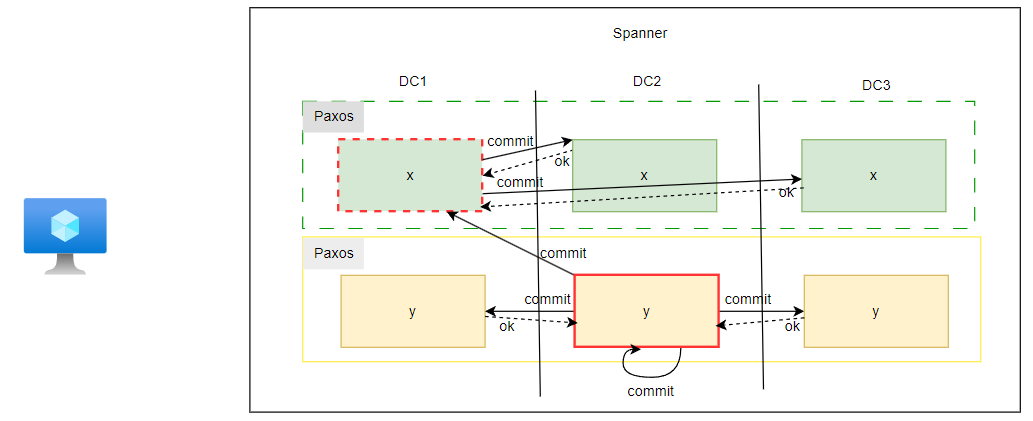 Spanner
DC1
DC2
DC3
Paxos
commit
ok
x
x
x
commit
ok
Paxos
commit
commit
commit
y
y
y
ok
ok
commit